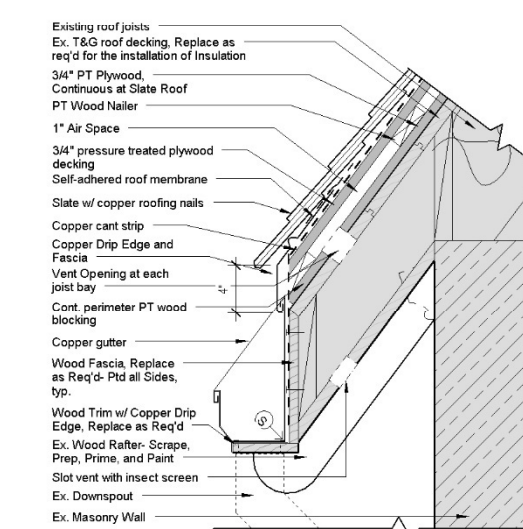 Existing roof joists
Ex. T&G roof decking, Replace as
req'd for the installation of Insulation
3/4" PT Plywood,
Continuous at Slate Roof
PT Wood Nailer
1" Air Space
3/4" pressure treated plywood
decking
Self-adhered roof membrane
Slate w/ copper roofing nails
Copper cant strip
Copper Drip Edge and
Fascia
Vent Opening at each
joist bay
4"
Cont. perimeter PT wood
blocking
Copper gutter
Wood Fascia, Replace
as Req'd- Ptd all Sides,
typ.
Wood Trim w/ Copper Drip
Edge, Replace as Req'd
S
Ex. Wood Rafter- Scrape,
Prep, Prime, and Paint
Slot vent with insect screen
Ex. Downspout
Ex. Masonry Wall